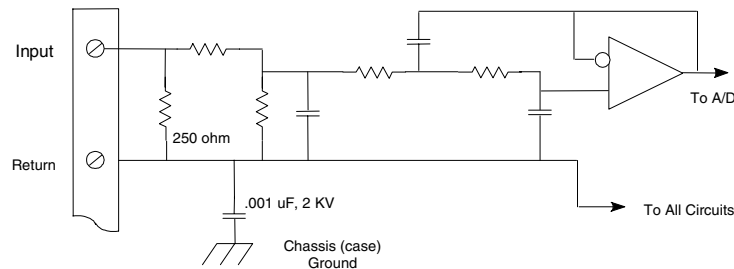 Input
To A/D
250 ohm
Return
.001 uF, 2 KV
To All Circuits
Chassis (case)
Ground